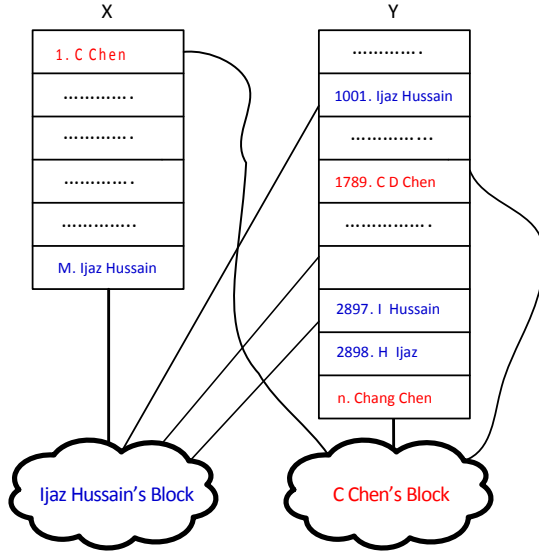 X
1. C Chen
………….
………….
………….
…………..
M. Ijaz Hussain
Y
………….
1001. Ijaz Hussain
…………...
1789. C D Chen
…………….
2897. I Hussain
2898. H Ijaz
n. Chang Chen
Ijaz Hussain’s Block
C Chen’s Block